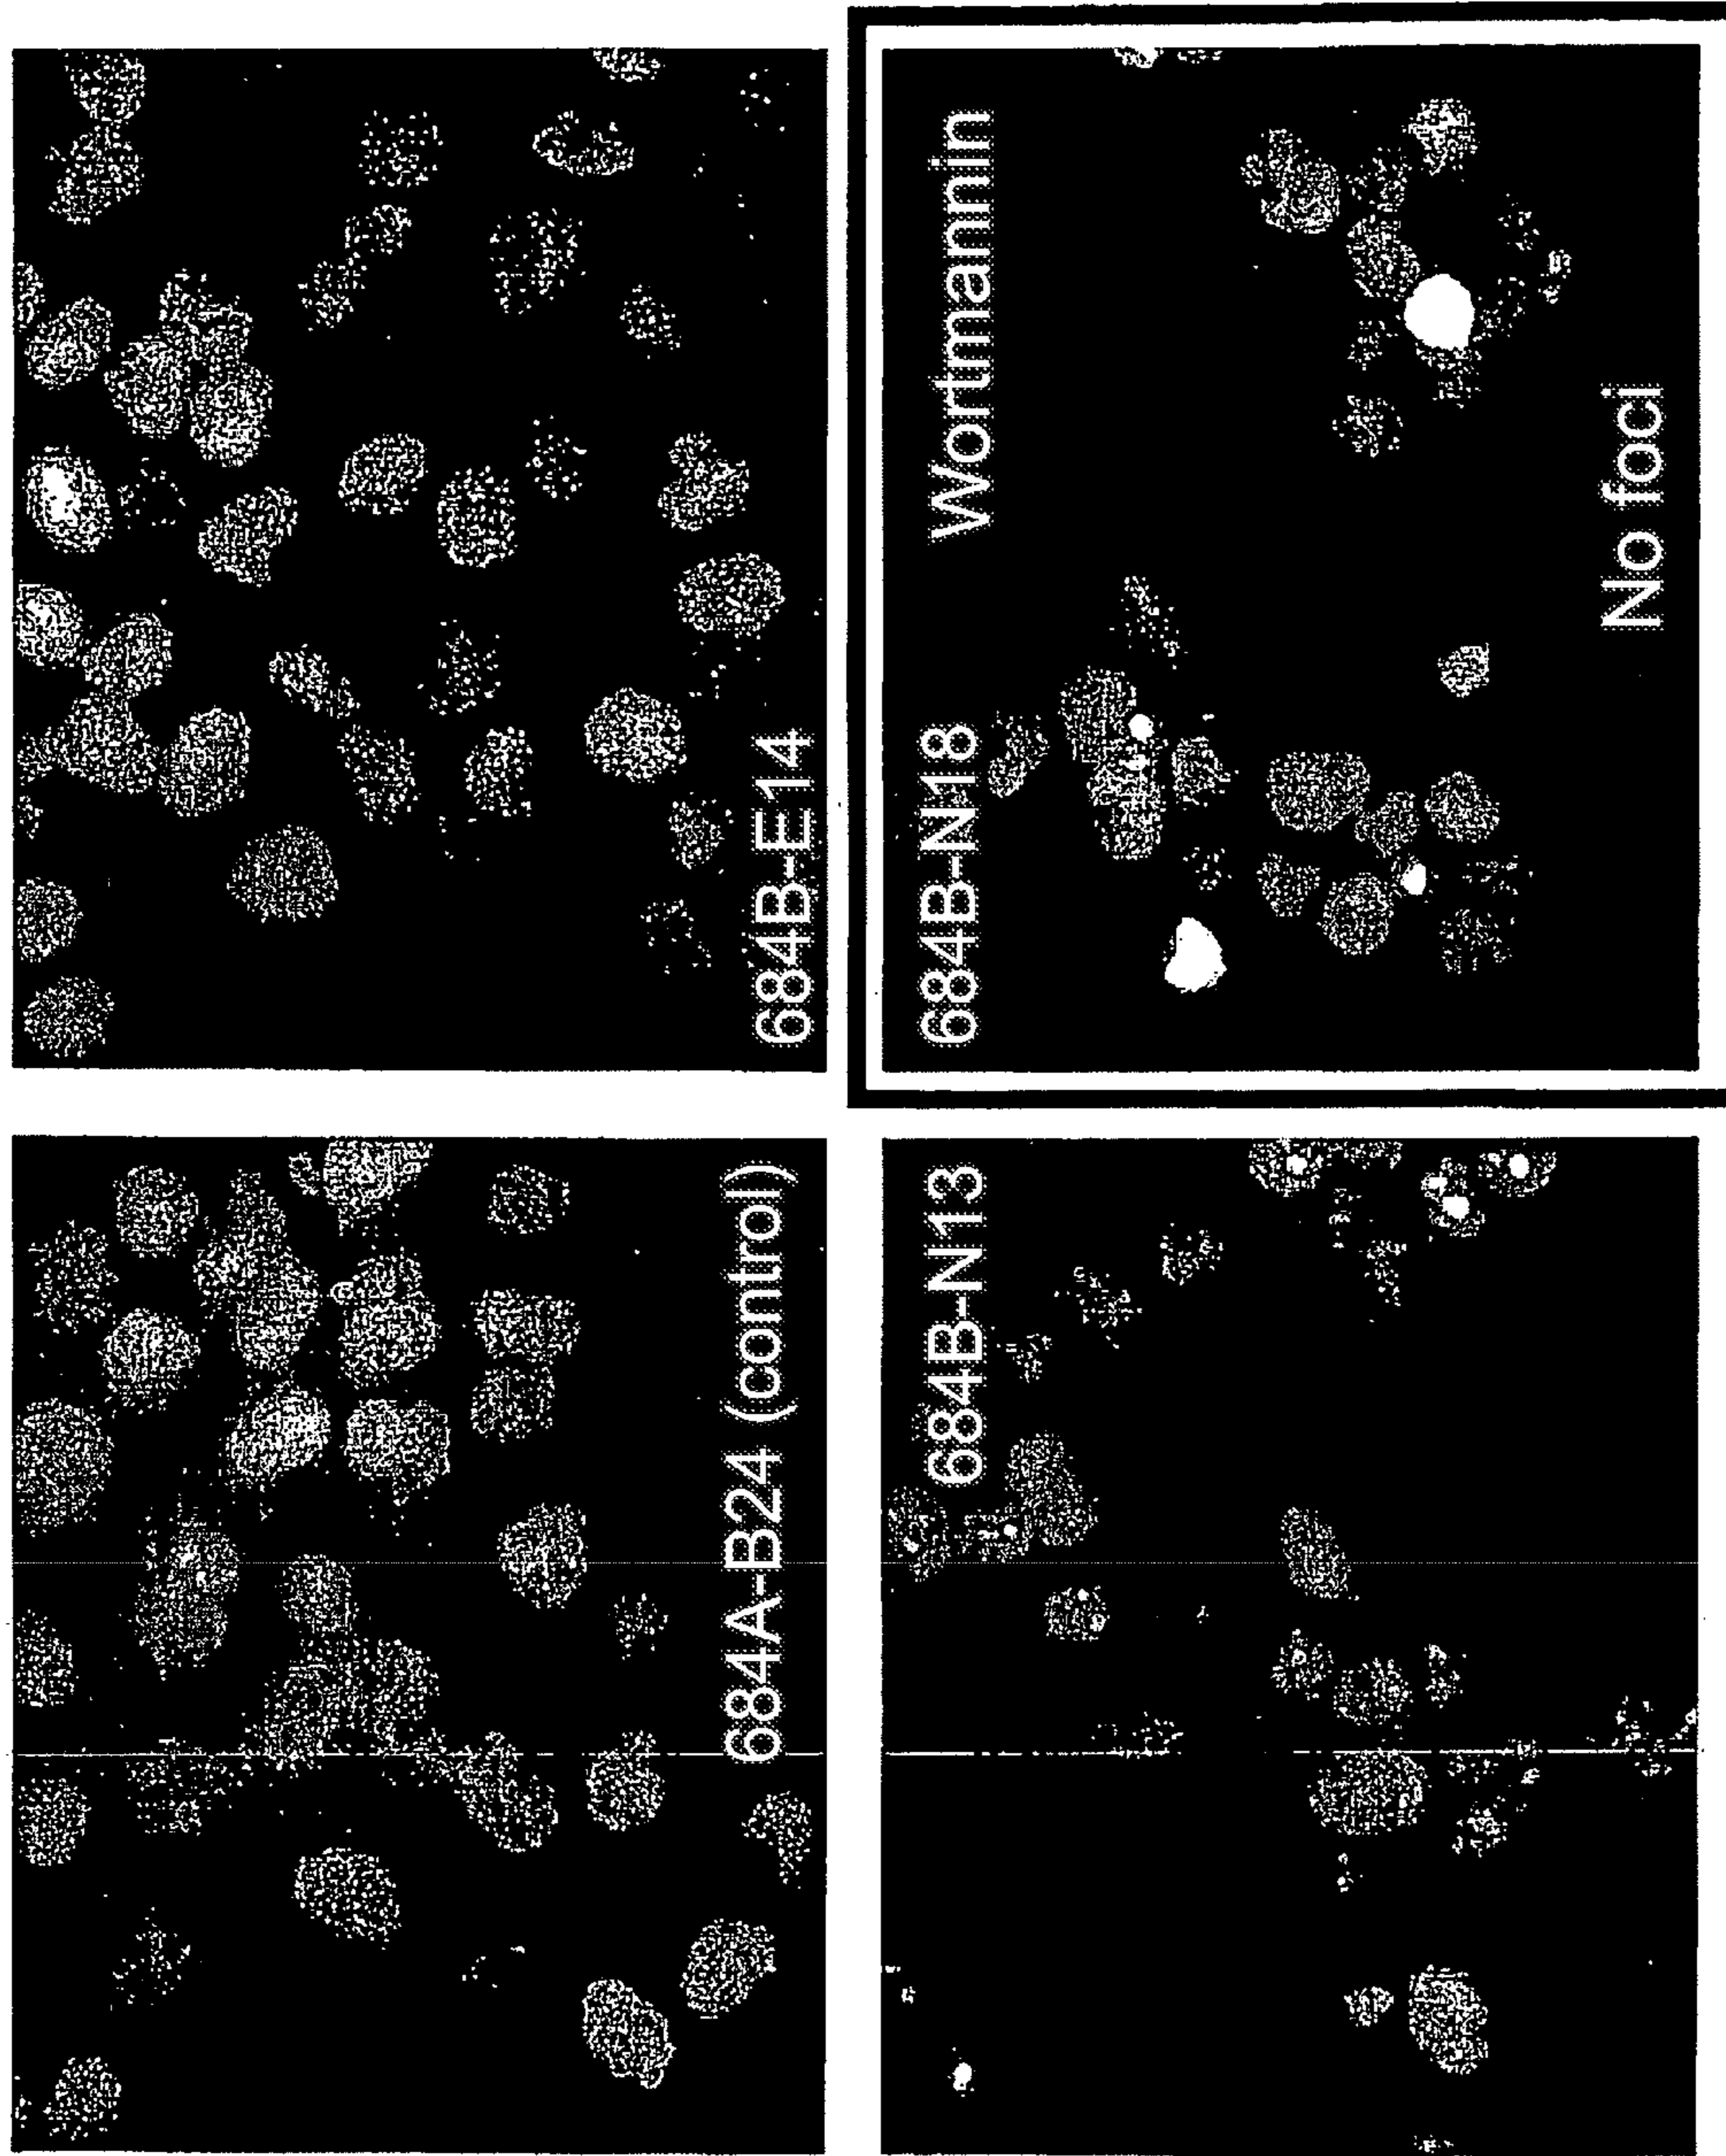 684A-B24 (control)
684B-E14
684B-N13
684B-N18 Wortmannin
No foci